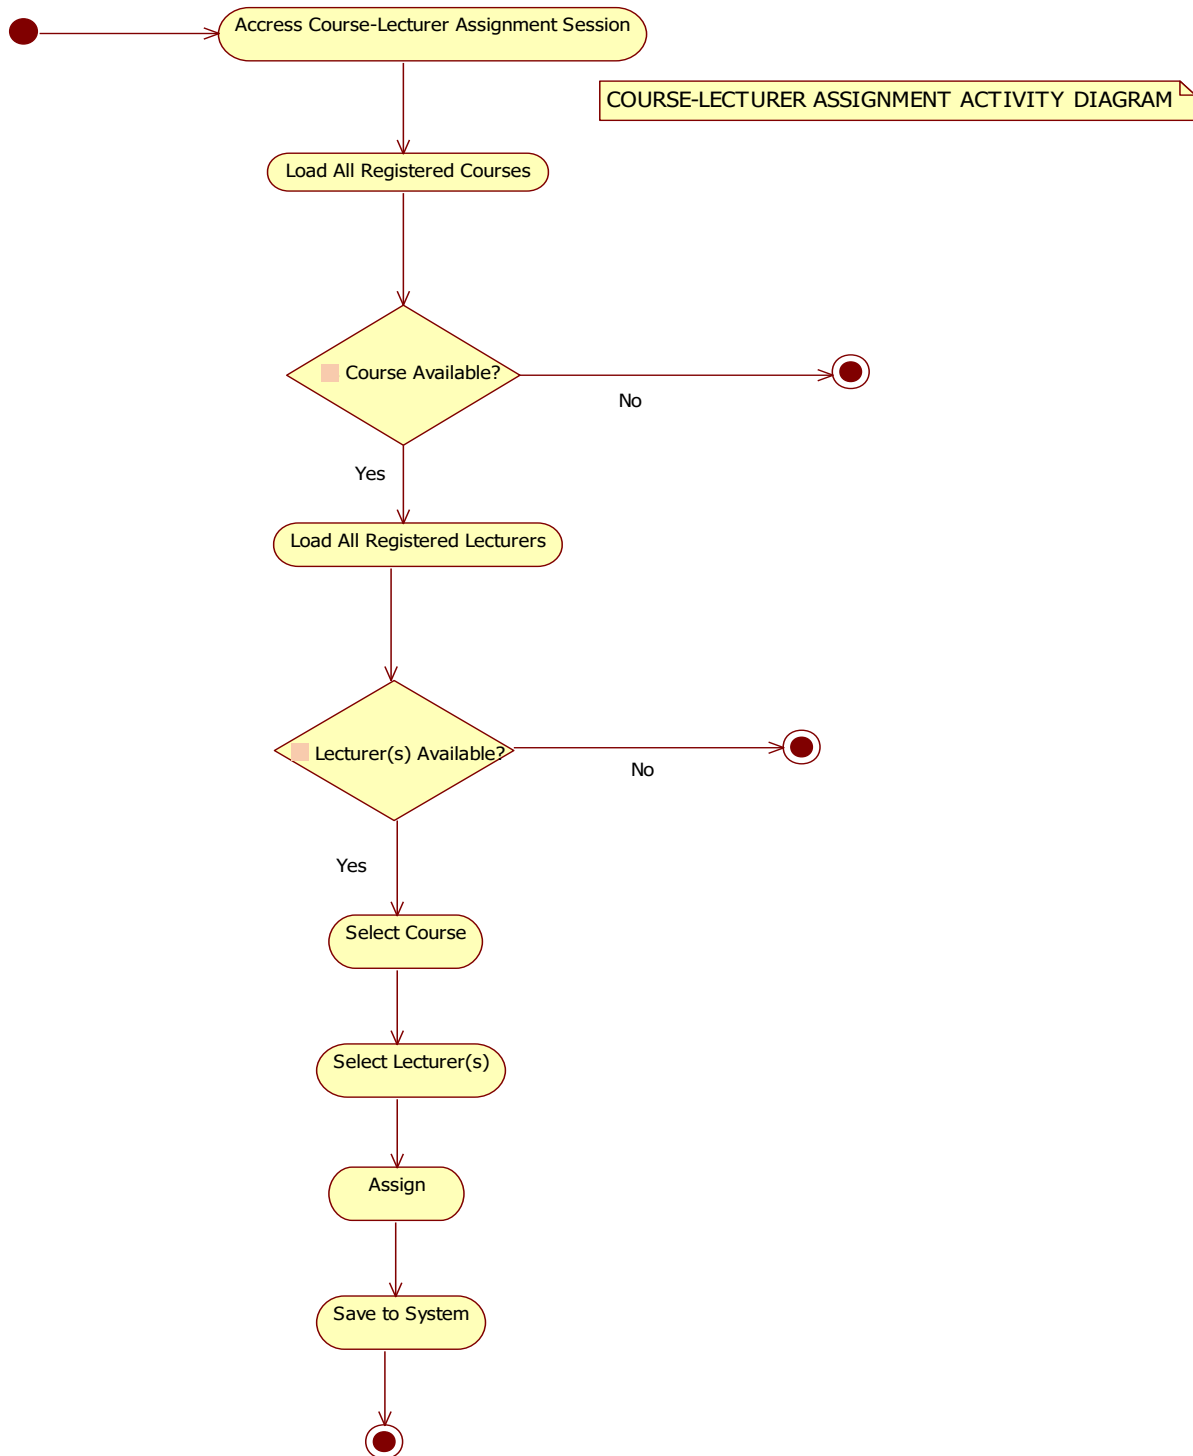 Accress Course-Lecturer Assignment Session
COURSE-LECTURER ASSIGNMENT ACTIVITY DIAGRAM
Load All Registered Courses
Course Available?
No
Yes
Load All Registered Lecturers
Lecturer(s) Available?
No
Yes
Select Course
Select Lecturer(s)
Assign
Save to System